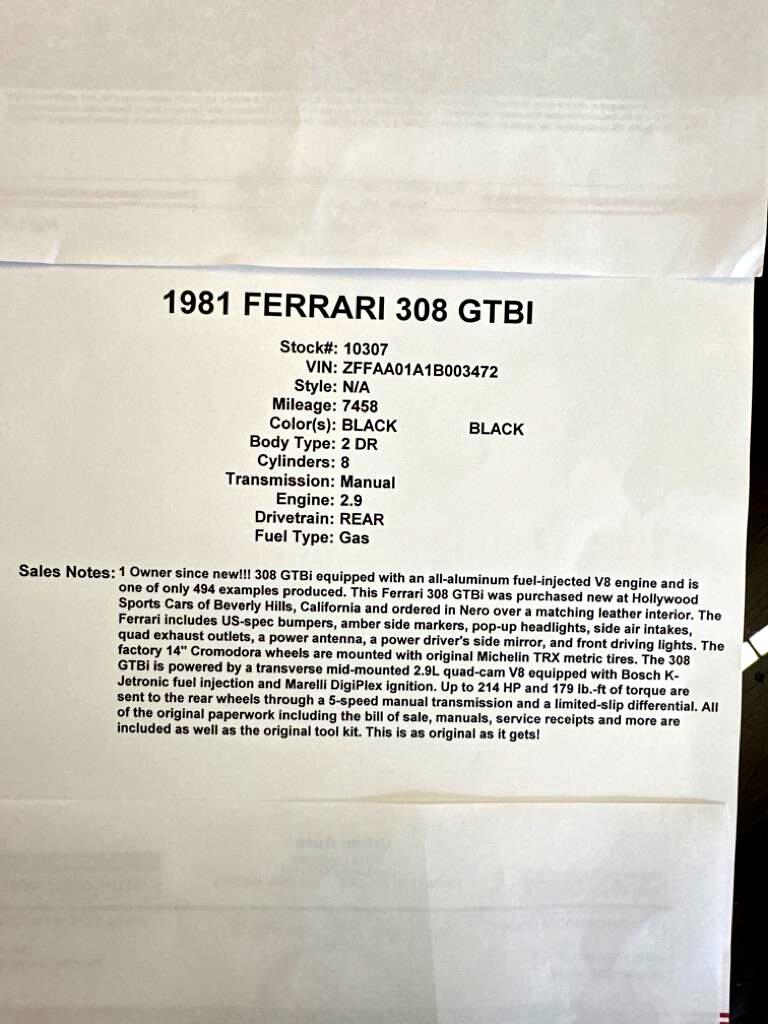 1981 FERRARI 308 GTBI
Stock#: 10307
VIN: ZFFAA01A1B003472
Style: N/A
Mileage: 7458
Color(s): BLACK BLACK
Body Type: 2 DR
Cylinders: 8
Transmission: Manual
Engine: 2.9
Drivetrain: REAR
Fuel Type: Gas
Sales Notes: 1 Owner since new!!! 308 GTBi equipped with an all-aluminum fuel-injected V8 engine and is
one of only 494 examples produced. This Ferrari 308 GTBi was purchased new at Hollywood
Sports Cars of Beverly Hills, California and ordered in Nero over a matching leather interior. The
Ferrari includes US-spec bumpers, amber side markers, pop-up headlights, side air intakes,
quad exhaust outlets, a power antenna, a power driver's side mirror, and front driving lights. The
factory 14" Cromodora wheels are mounted with original Michelin TRX metric tires. The 308
GTBi is powered by a transverse mid-mounted 2.9L quad-cam V8 equipped with Bosch K-
Jetronic fuel injection and Marelli DigiPlex ignition. Up to 214 HP and 179 lb.-ft of torque are
sent to the rear wheels through a 5-speed manual transmission and a limited-slip differential. All
of the original paperwork including the bill of sale, manuals, service receipts and more are
included as well as the original tool kit. This is as original as it gets!